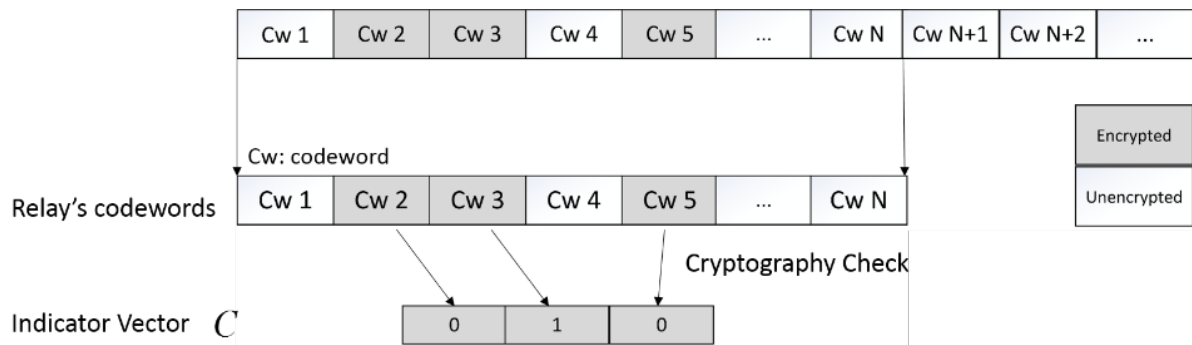 Cw 1 Cw 2 Cw 3 Cw 4 Cw 5 ... Cw N Cw N+1 Cw N+2 ...
Encrypted
Cw: codeword
Relay's codewords Cw 1 Cw 2 Cw 3 Cw 4 Cw 5 ... Cw N
Unencrypted
Cryptography Check
Indicator Vector C 0 1 0